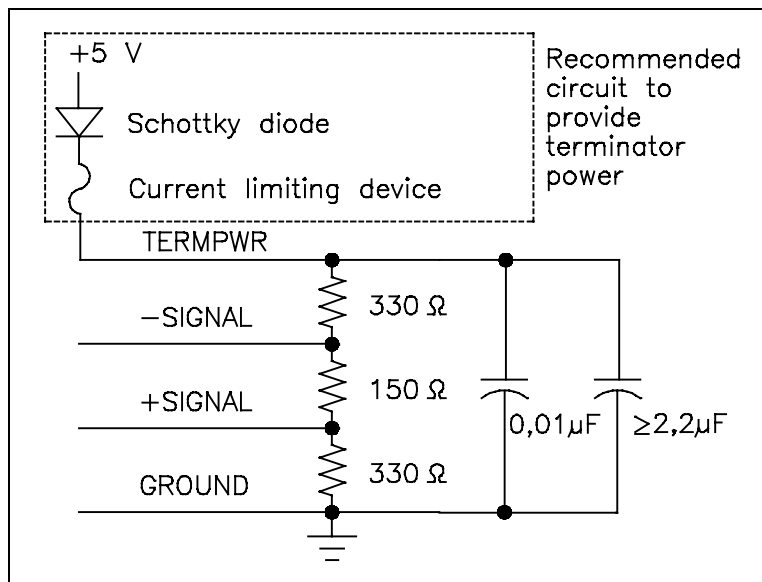 +5 V
Schottky diode
Current limiting device
Recommended
circuit to
provide
terminator
power
TERMPWR
330 Ω
−SIGNAL
150 Ω
+SIGNAL
0,01µF
≥2,2µF
330 Ω
GROUND